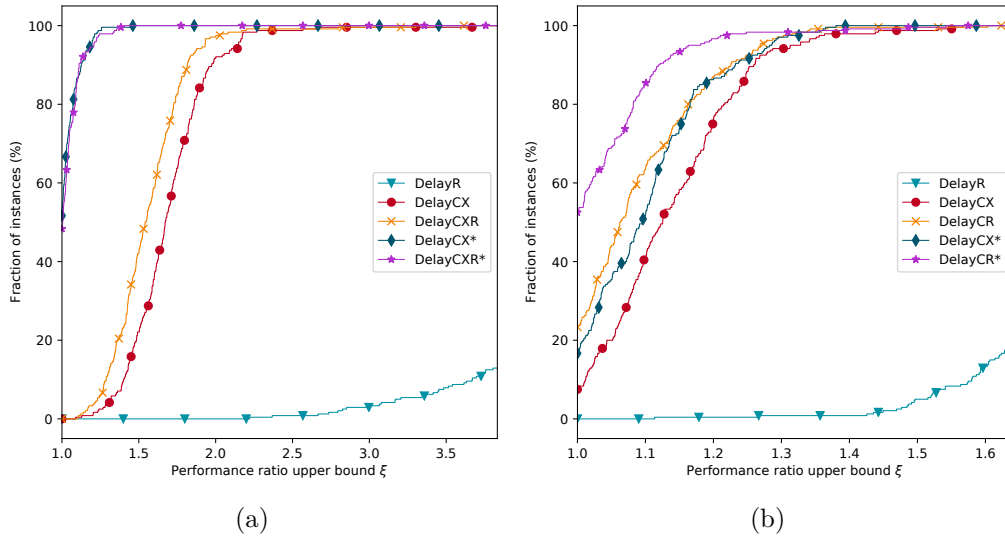 100
80
60
40
20
0
Fraction of instances (%)
DelayR
DelayCX
DelayCXR
DelayCX*
DelayCXR*
1.0 1.5 2.0 2.5 3.0 3.5
Performance ratio upper bound ξ
(a)
100
80
60
40
20
0
Fraction of instances (%)
DelayR
DelayCX
DelayCR
DelayCX*
DelayCR*
1.0 1.1 1.2 1.3 1.4 1.5 1.6
Performance ratio upper bound ξ
(b)